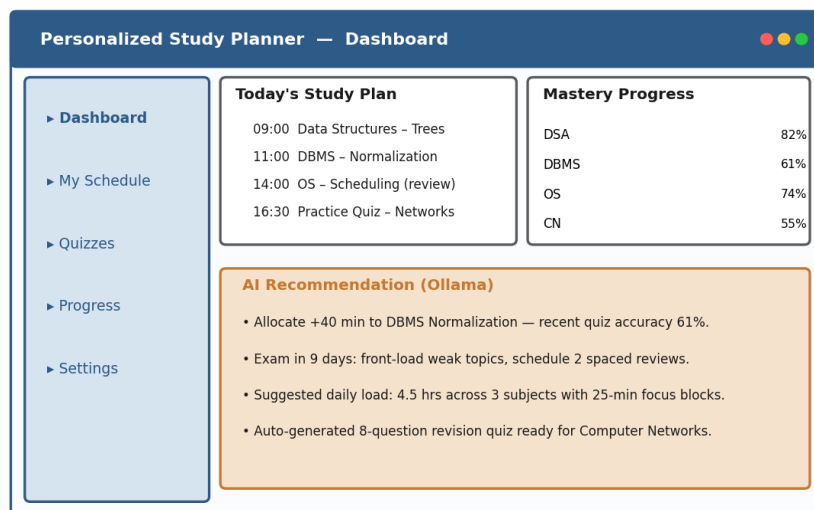 Personalized Study Planner — Dashboard
▸ Dashboard
▸ My Schedule
▸ Quizzes
▸ Progress
▸ Settings
Today's Study Plan
09:00 Data Structures – Trees
11:00 DBMS – Normalization
14:00 OS – Scheduling (review)
16:30 Practice Quiz – Networks
Mastery Progress
DSA 82%
DBMS 61%
OS 74%
CN 55%
AI Recommendation (Ollama)
• Allocate +40 min to DBMS Normalization — recent quiz accuracy 61%.
• Exam in 9 days: front-load weak topics, schedule 2 spaced reviews.
• Suggested daily load: 4.5 hrs across 3 subjects with 25-min focus blocks.
• Auto-generated 8-question revision quiz ready for Computer Networks.